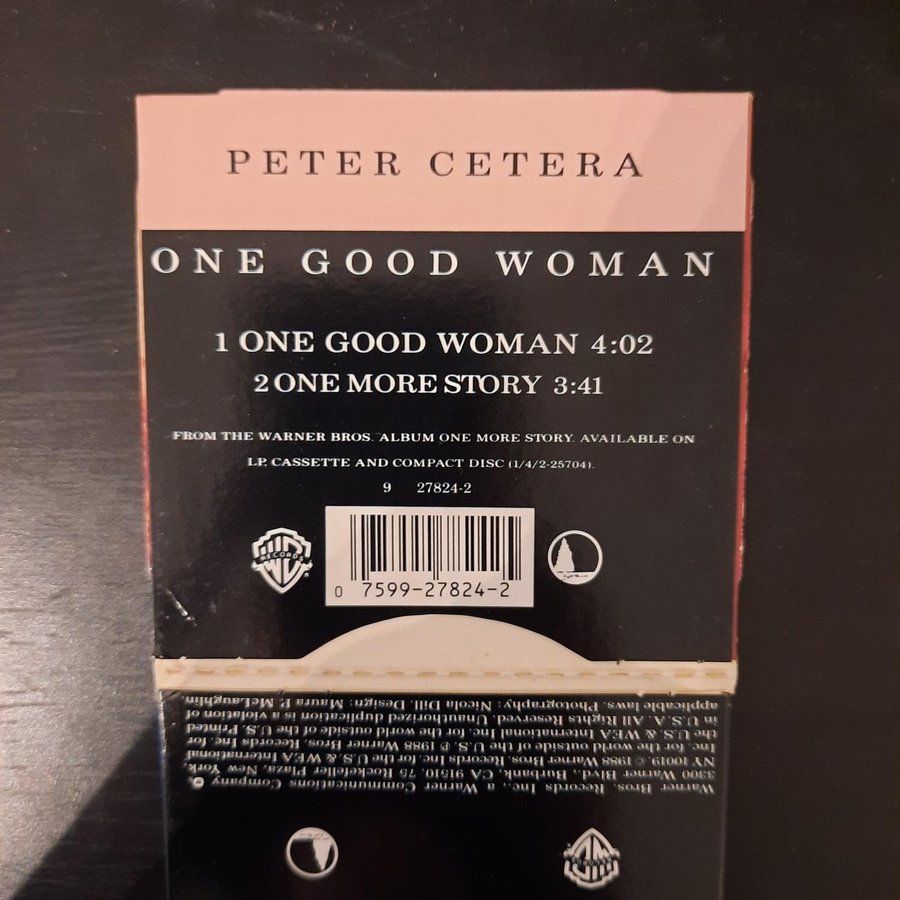 PETER CETERA
ONE GOOD WOMAN
1 ONE GOOD WOMAN 4:02
2 ONE MORE STORY 3:41
FROM THE WARNER BROS. ALBUM ONE MORE STORY. AVAILABLE ON
LP, CASSETTE AND COMPACT DISC (1/4/2-25704).
9 27824-2
RECORDS
0 7599-27824-2
Warner Bros. Records Inc., a Warner Communications Company
3300 Warner Blvd., Burbank, CA 91510, 75 Rockefeller Plaza, New York,
NY 10019. © 1988 Warner Bros. Records Inc. for the U.S. & WEA International
Inc. for the world outside of the U.S. ℗ 1988 Warner Bros. Records Inc. for
the U.S. & WEA International Inc. for the world outside of the U.S. Printed
in U.S.A. All Rights Reserved. Unauthorized duplication is a violation of
applicable laws. Photography: Nicola Dill. Design: Maura P. McLaughlin.